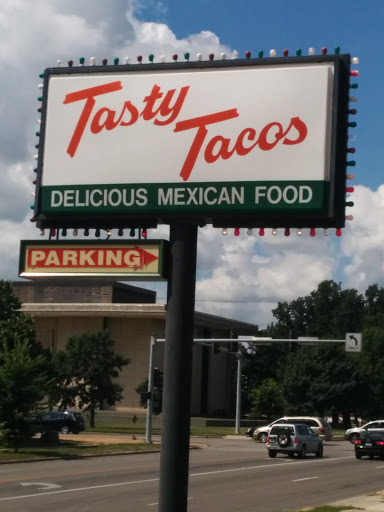 Tasty
Tacos
DELICIOUS MEXICAN FOOD
PARKING